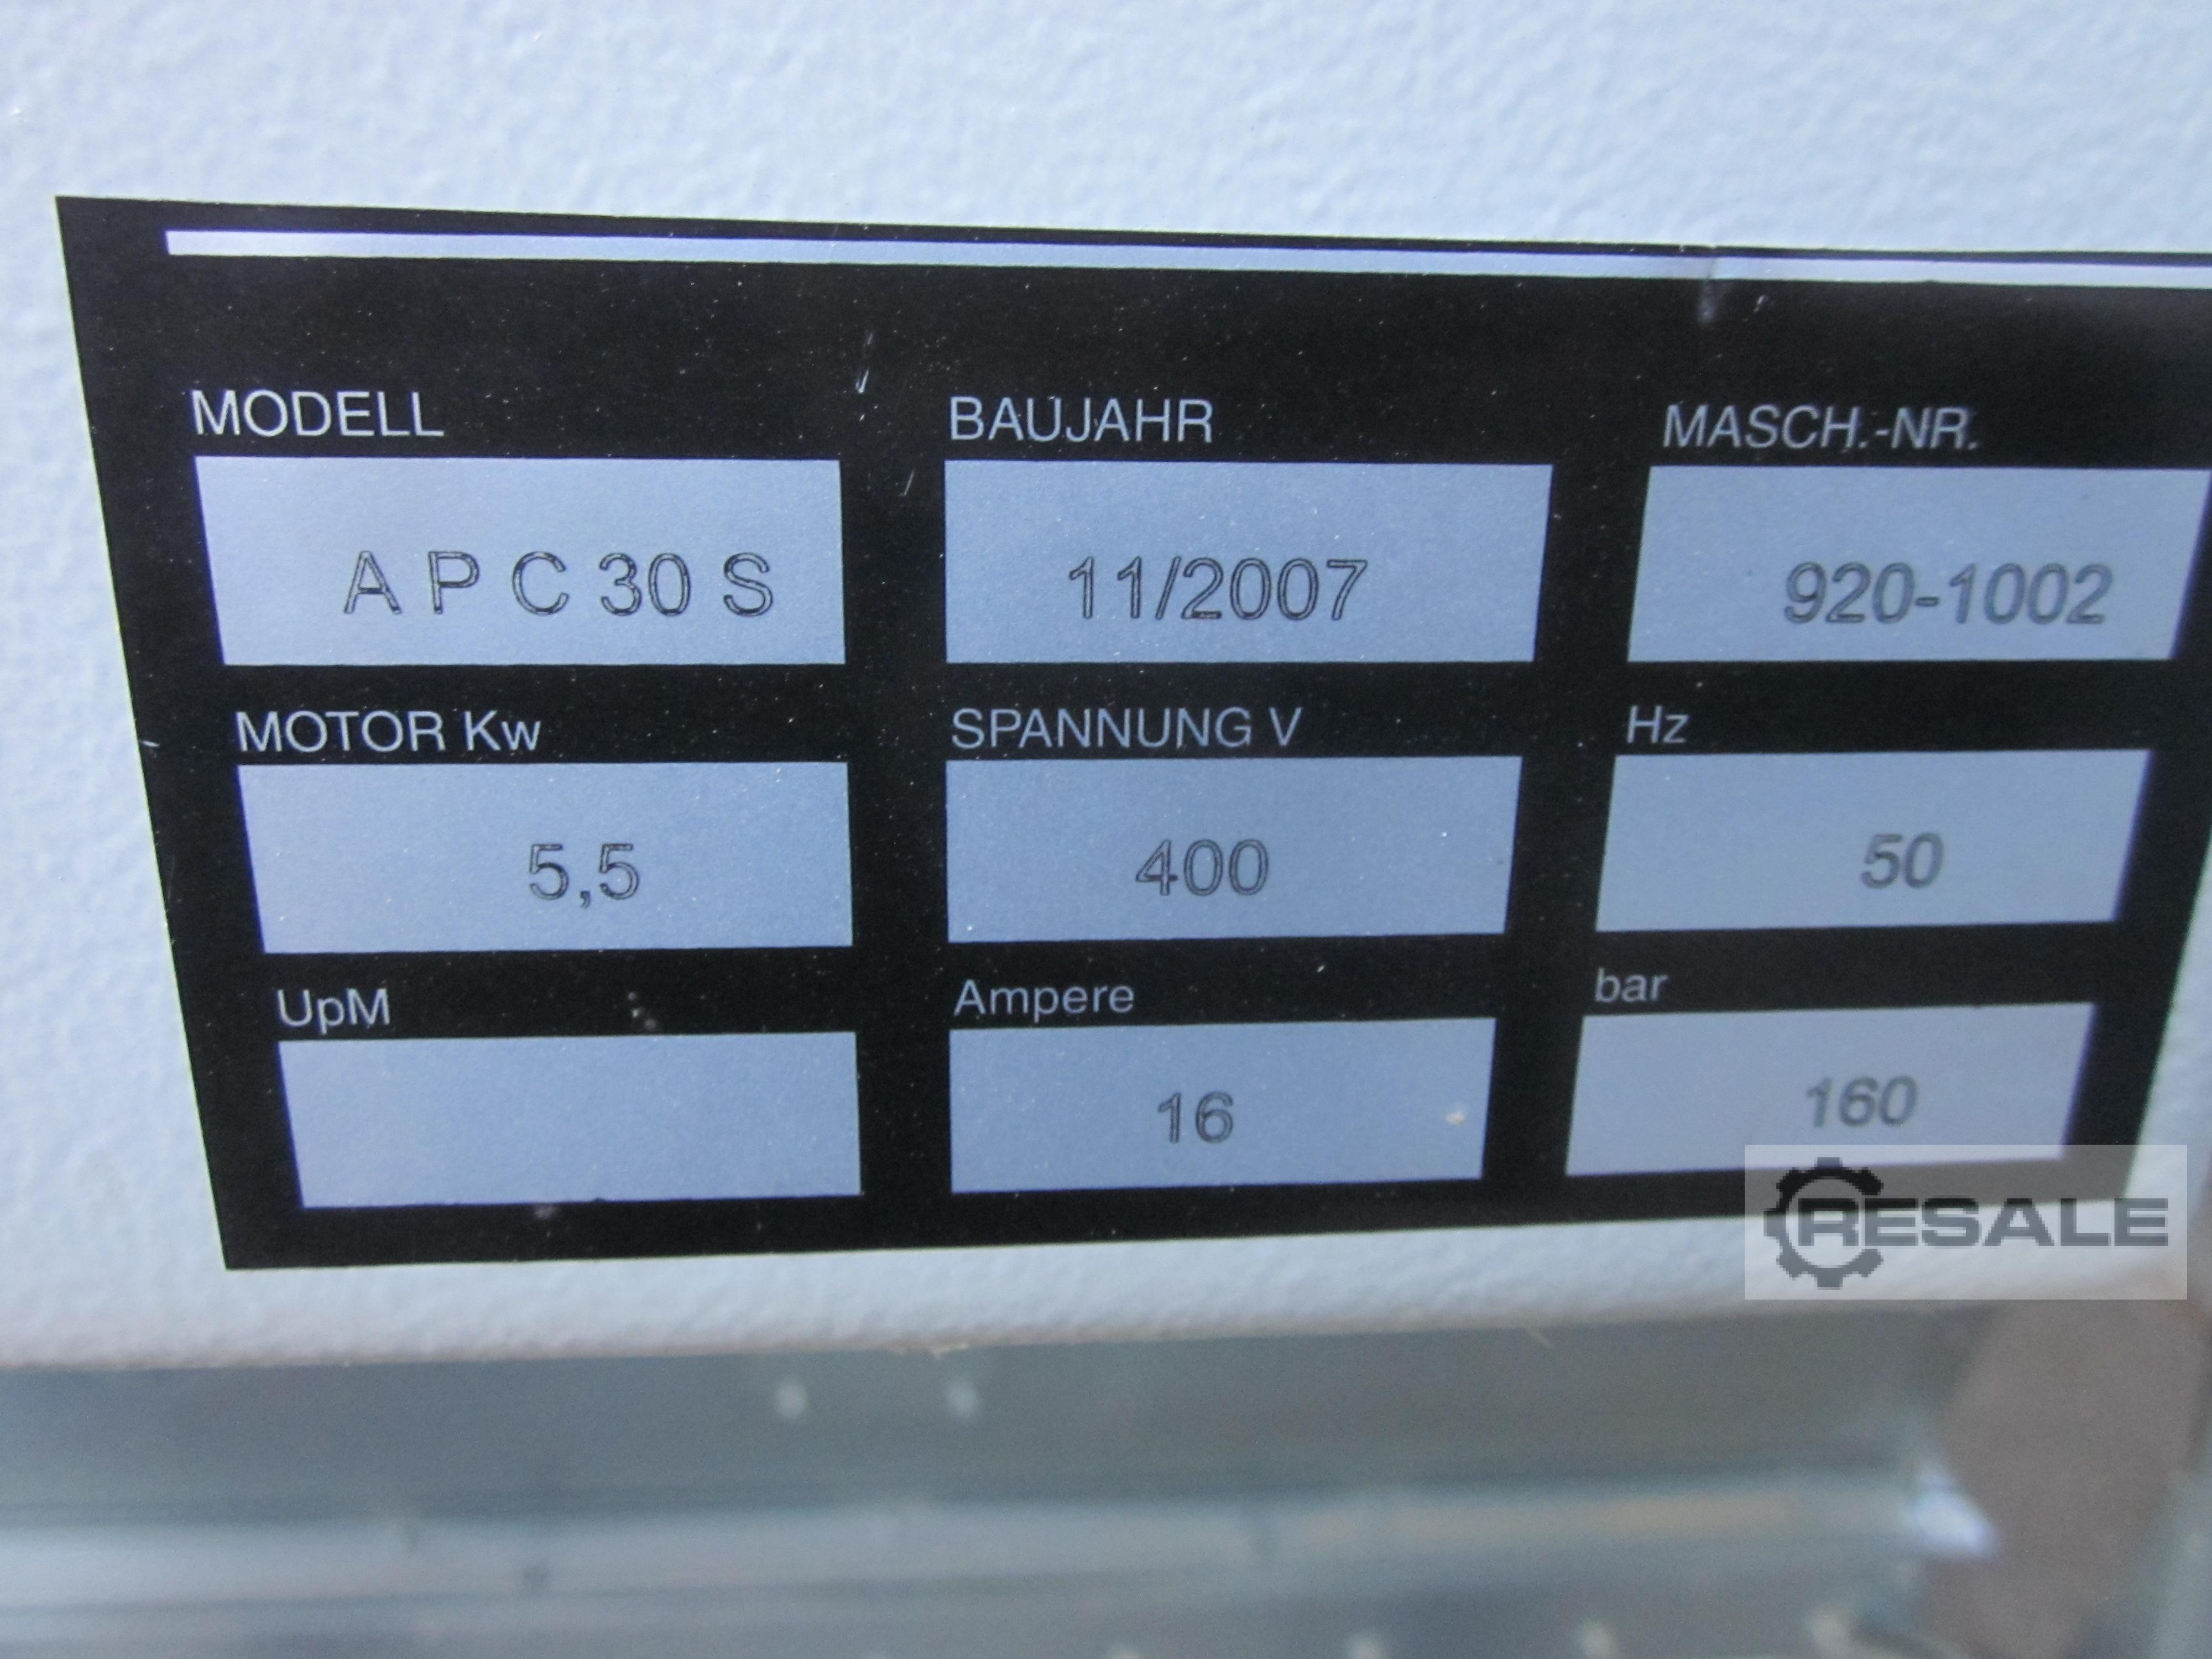 MODELL BAUJAHR MASCH.-NR.
A P C 30 S 11/2007 920-1002
MOTOR Kw SPANNUNG V Hz
5,5 400 50
UpM Ampere bar
16 160
RESALE